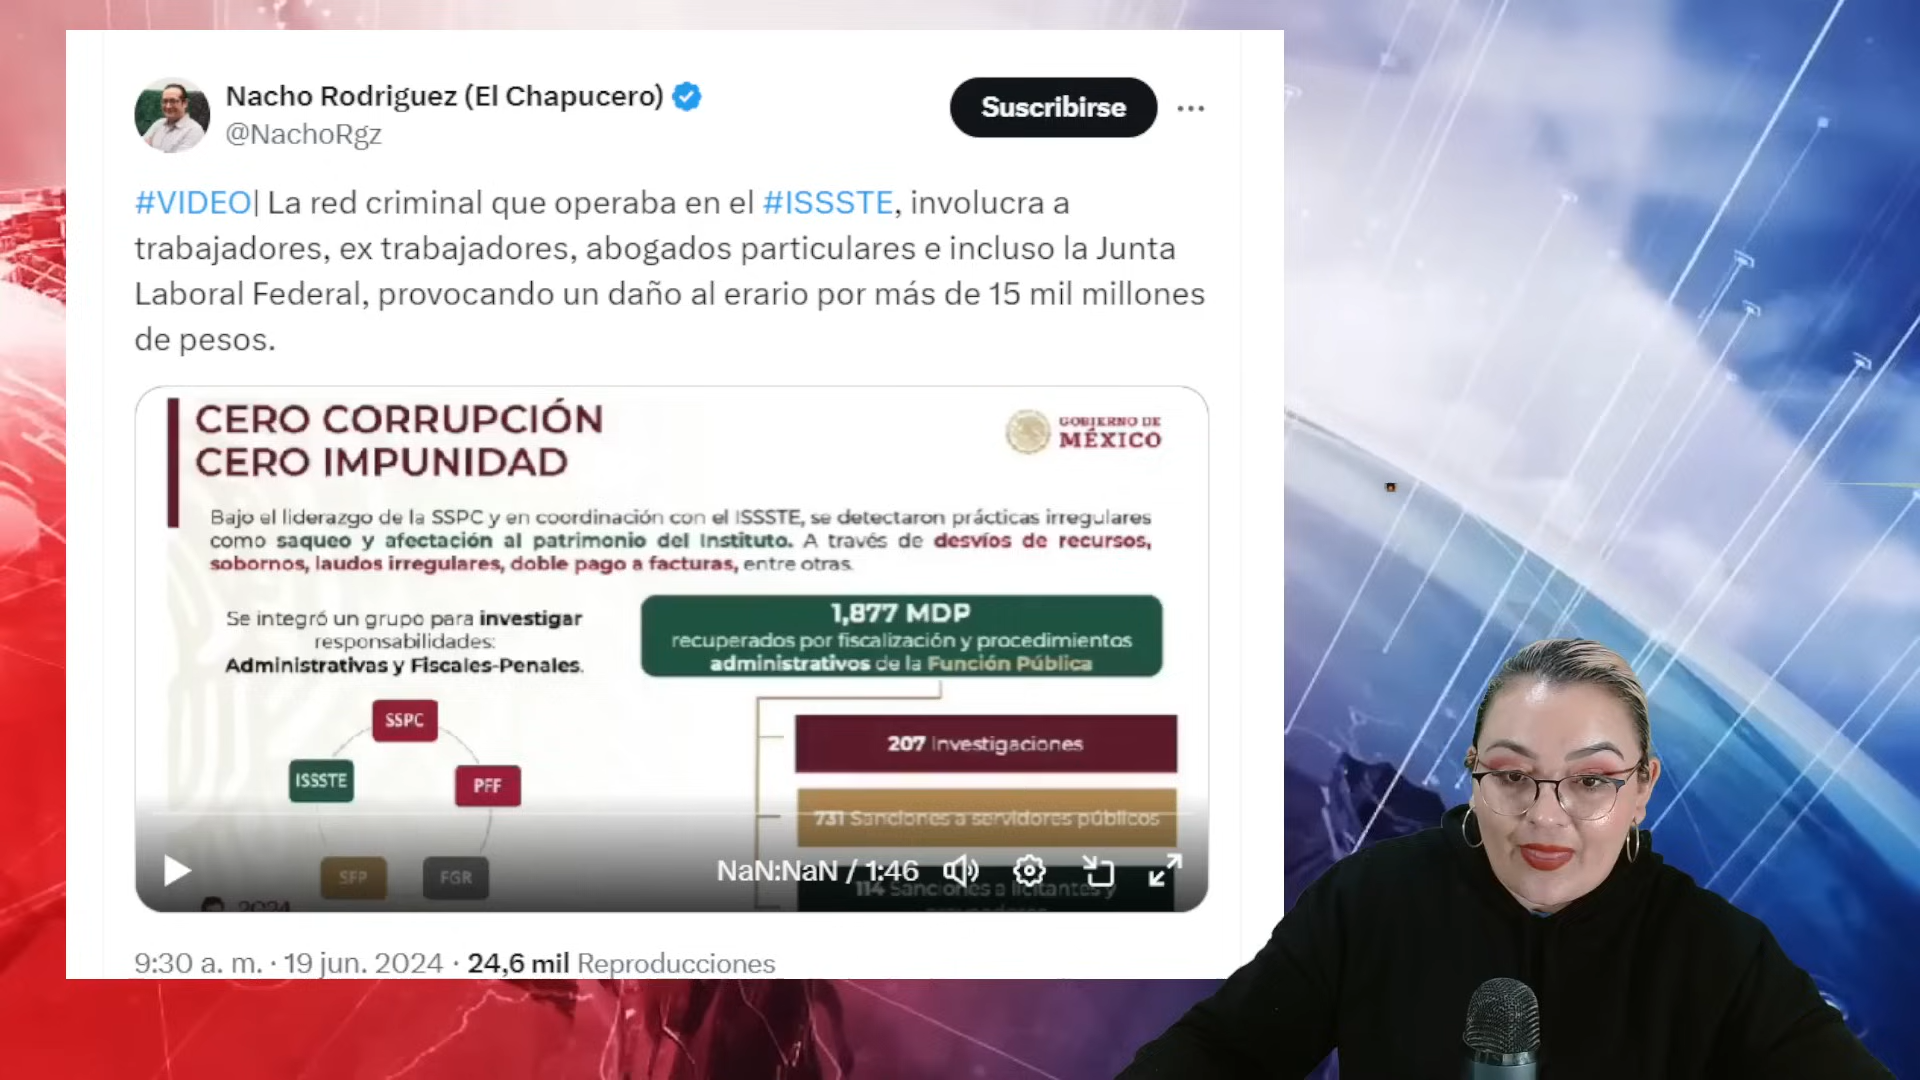 Nacho Rodriguez (El Chapucero)
@NachoRgz
Suscribirse
#VIDEO| La red criminal que operaba en el #ISSSTE, involucra a
trabajadores, ex trabajadores, abogados particulares e incluso la Junta
Laboral Federal, provocando un daño al erario por más de 15 mil millones
de pesos.
CERO CORRUPCIÓN
CERO IMPUNIDAD
GOBIERNO DE
MÉXICO
Bajo el liderazgo de la SSPC y en coordinación con el ISSSTE, se detectaron prácticas irregulares
como saqueo y afectación al patrimonio del Instituto. A través de desvíos de recursos,
sobornos, laudos irregulares, doble pago a facturas, entre otras.
Se integró un grupo para investigar
responsabilidades:
Administrativas y Fiscales-Penales.
1,877 MDP
recuperados por fiscalización y procedimientos
administrativos de la Función Pública
SSPC
ISSSTE
PFF
SFP
FGR
207 Investigaciones
731 Sanciones a servidores públicos
114 Sanciones a licitantes y
NaN:NaN / 1:46
9:30 a. m. · 19 jun. 2024 · 24,6 mil Reproducciones